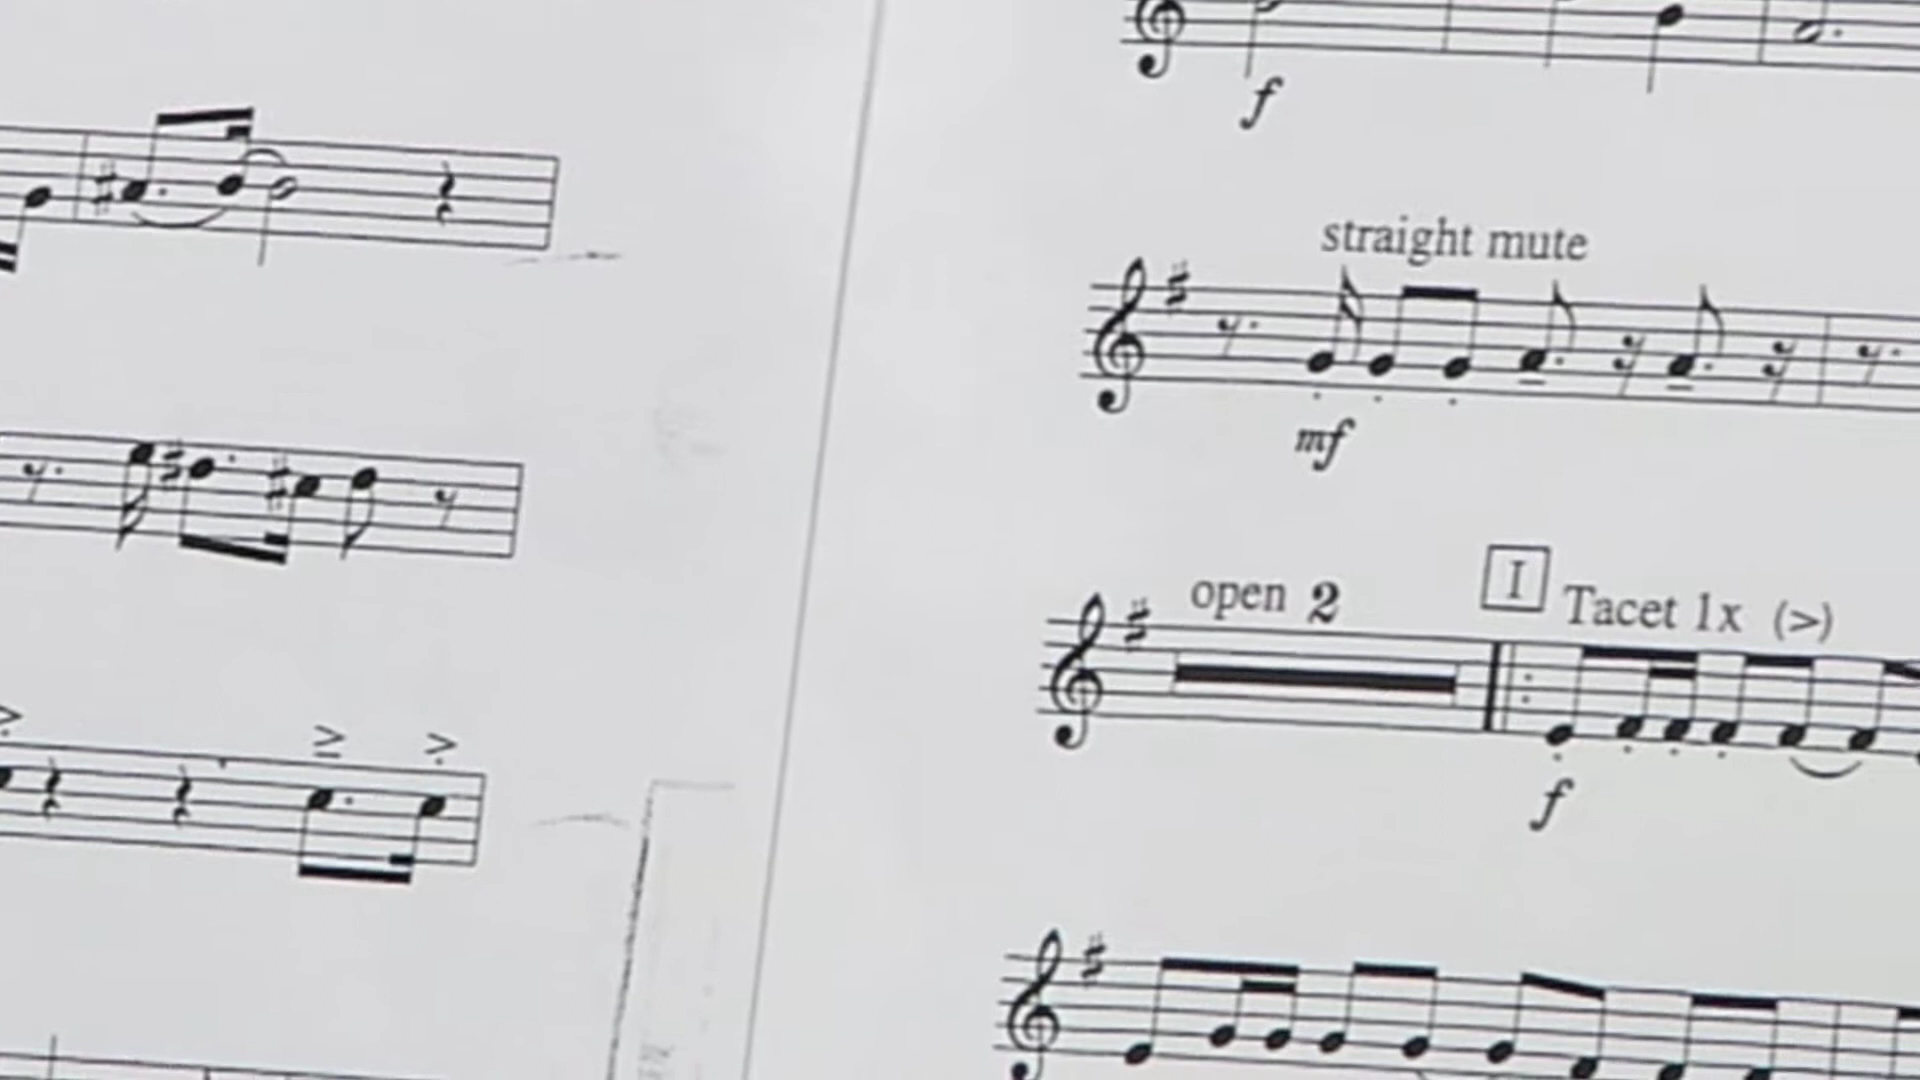 f
straight mute
mf
open 2
I Tacet 1x (>)
f